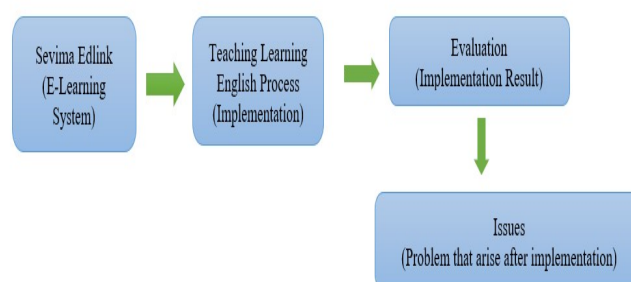 Sevima Edlink
(E-Learning
System)
Teaching Learning
English Process
(Implementation)
Evaluation
(Implementation Result)
Issues
(Problem that arise after implementation)